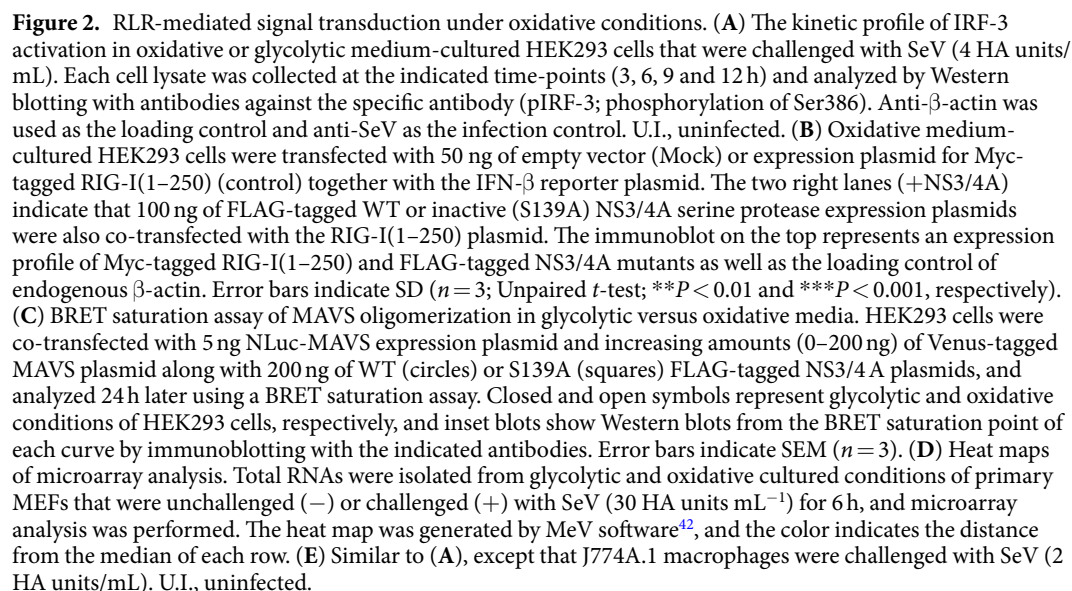 Figure 2. RLR-mediated signal transduction under oxidative conditions. (A) The kinetic profile of IRF-3
activation in oxidative or glycolytic medium-cultured HEK293 cells that were challenged with SeV (4 HA units/
mL). Each cell lysate was collected at the indicated time-points (3, 6, 9 and 12 h) and analyzed by Western
blotting with antibodies against the specific antibody (pIRF-3; phosphorylation of Ser386). Anti-β-actin was
used as the loading control and anti-SeV as the infection control. U.I., uninfected. (B) Oxidative medium-
cultured HEK293 cells were transfected with 50 ng of empty vector (Mock) or expression plasmid for Myc-
tagged RIG-I(1–250) (control) together with the IFN-β reporter plasmid. The two right lanes (+NS3/4A)
indicate that 100 ng of FLAG-tagged WT or inactive (S139A) NS3/4A serine protease expression plasmids
were also co-transfected with the RIG-I(1–250) plasmid. The immunoblot on the top represents an expression
profile of Myc-tagged RIG-I(1–250) and FLAG-tagged NS3/4A mutants as well as the loading control of
endogenous β-actin. Error bars indicate SD (n = 3; Unpaired t-test; **P < 0.01 and ***P < 0.001, respectively).
(C) BRET saturation assay of MAVS oligomerization in glycolytic versus oxidative media. HEK293 cells were
co-transfected with 5 ng NLuc-MAVS expression plasmid and increasing amounts (0–200 ng) of Venus-tagged
MAVS plasmid along with 200 ng of WT (circles) or S139A (squares) FLAG-tagged NS3/4 A plasmids, and
analyzed 24 h later using a BRET saturation assay. Closed and open symbols represent glycolytic and oxidative
conditions of HEK293 cells, respectively, and inset blots show Western blots from the BRET saturation point of
each curve by immunoblotting with the indicated antibodies. Error bars indicate SEM (n = 3). (D) Heat maps
of microarray analysis. Total RNAs were isolated from glycolytic and oxidative cultured conditions of primary
MEFs that were unchallenged (−) or challenged (+) with SeV (30 HA units mL⁻¹) for 6 h, and microarray
analysis was performed. The heat map was generated by MeV software⁴², and the color indicates the distance
from the median of each row. (E) Similar to (A), except that J774A.1 macrophages were challenged with SeV (2
HA units/mL). U.I., uninfected.